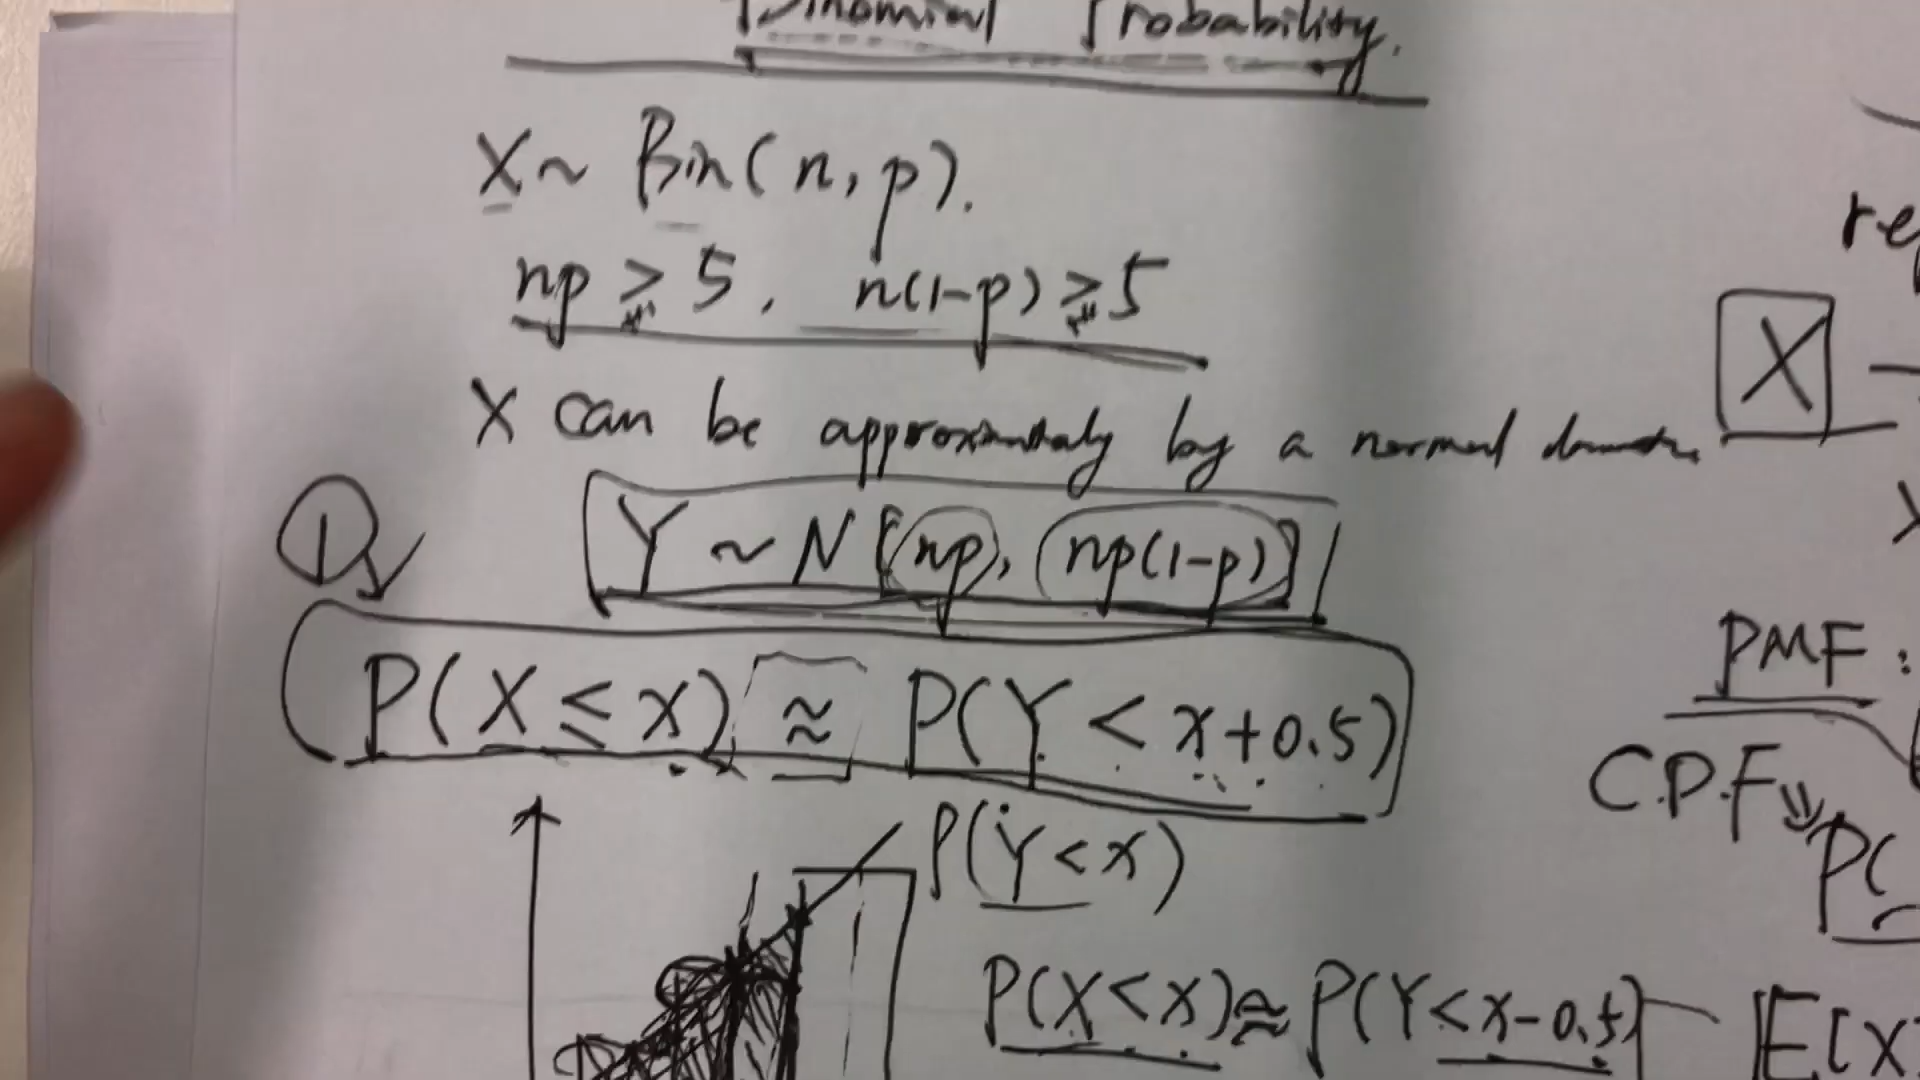 Binomial Probability.
X ~ Bin(n, p).
np ≥ 5, n(1-p) ≥ 5
X can be approximately by a normal
Y ~ N[np, np(1-p)]
1
P(X ≤ x) ≈ P(Y < x+0.5)
P(Y < x)
P(X < x) ≈ P(Y < x-0.5)
X
PMF:
C.P.F
P(
E[X]